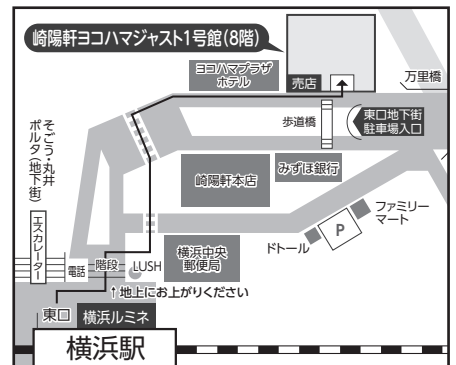 崎陽軒ヨコハマジャスト1号館(8階)
ヨコハマプラザ
ホテル
売店
万里橋
歩道橋
東口地下街
駐車場入口
そごう・丸井
ポルタ(地下街)
崎陽軒本店
みずほ銀行
エスカレーター
ファミリー
マート
P
ドトール
横浜中央
郵便局
電話
階段
LUSH
↑地上にお上がりください
東口
横浜ルミネ
横浜駅